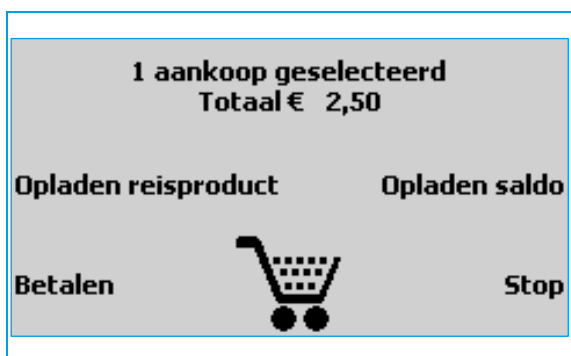 1 aankoop geselecteerd
Totaal € 2,50
Opladen reisproduct Opladen saldo
Betalen Stop